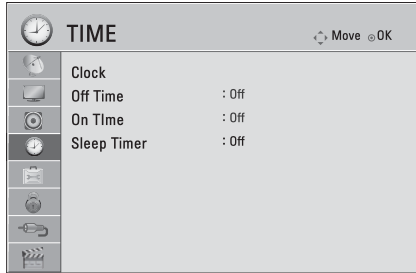 TIME Move OK
Clock
Off Time : Off
On TIme : Off
Sleep Timer : Off